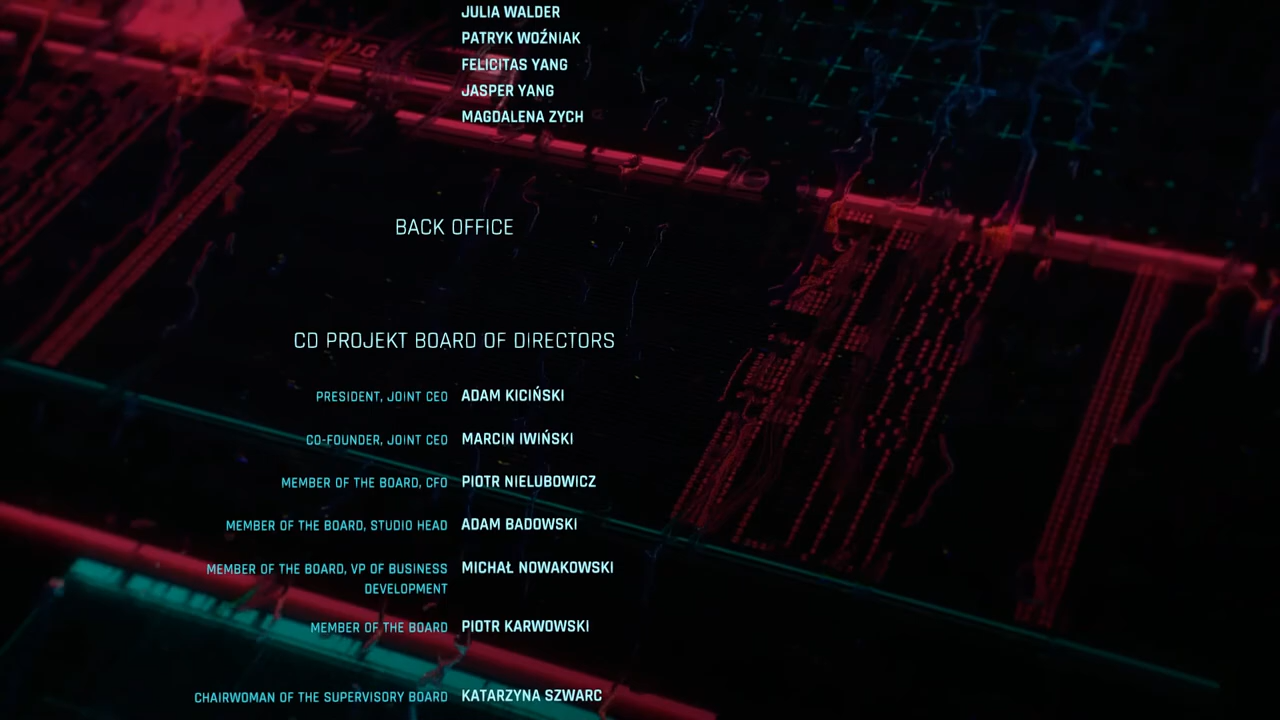 JULIA WALDER
PATRYK WOŹNIAK
FELICITAS YANG
JASPER YANG
MAGDALENA ZYCH
BACK OFFICE
CD PROJEKT BOARD OF DIRECTORS
PRESIDENT, JOINT CEO ADAM KICIŃSKI
CO-FOUNDER, JOINT CEO MARCIN IWIŃSKI
MEMBER OF THE BOARD, CFO PIOTR NIELUBOWICZ
MEMBER OF THE BOARD, STUDIO HEAD ADAM BADOWSKI
MEMBER OF THE BOARD, VP OF BUSINESS MICHAŁ NOWAKOWSKI
DEVELOPMENT
MEMBER OF THE BOARD PIOTR KARWOWSKI
CHAIRWOMAN OF THE SUPERVISORY BOARD KATARZYNA SZWARC